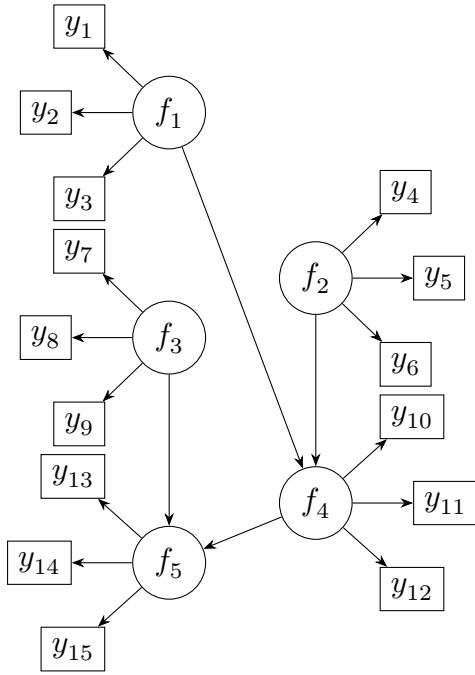 y₁
f₁
y₂
y₃
y₄
y₇
f₂
y₅
f₃
y₈
y₆
y₉
y₁₀
y₁₃
f₄
y₁₁
f₅
y₁₄
y₁₂
y₁₅